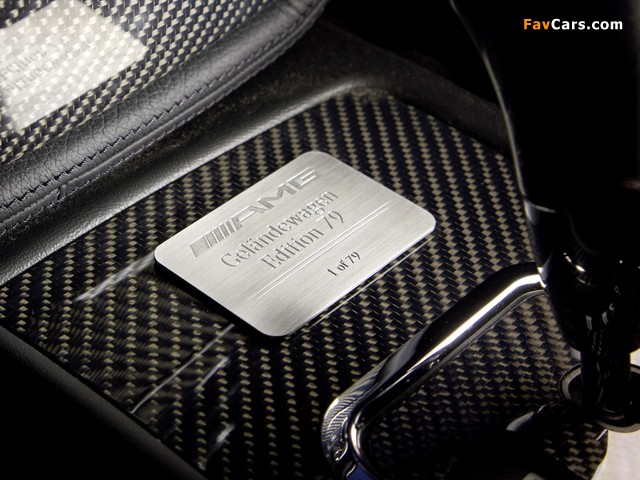 FavCars.com
AMG
Geländewagen
Edition 79
1 of 79